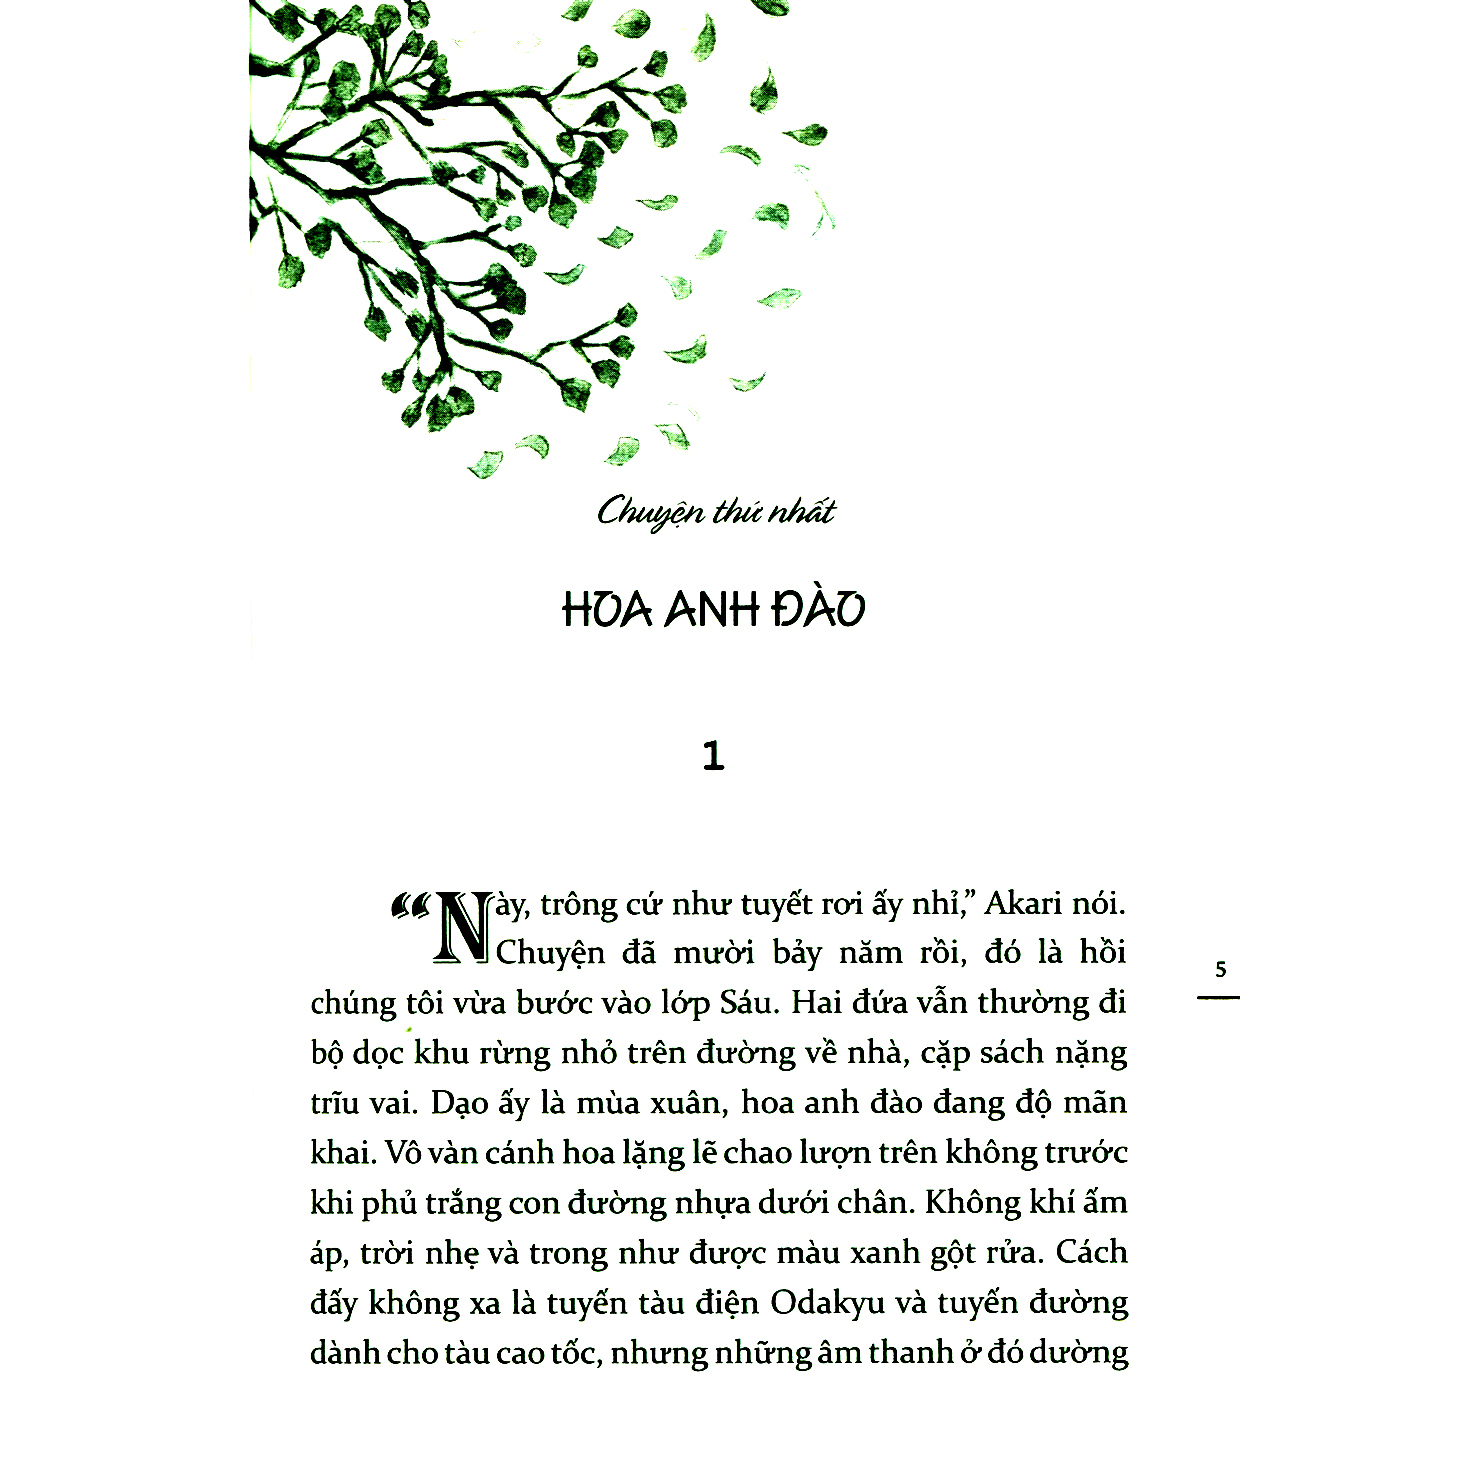 Chuyện thứ nhất
HOA ANH ĐÀO
1
“Này, trông cứ như tuyết rơi ấy nhỉ,” Akari nói.
Chuyện đã mười bảy năm rồi, đó là hồi
chúng tôi vừa bước vào lớp Sáu. Hai đứa vẫn thường đi
bộ dọc khu rừng nhỏ trên đường về nhà, cặp sách nặng
trĩu vai. Dạo ấy là mùa xuân, hoa anh đào đang độ mãn
khai. Vô vàn cánh hoa lặng lẽ chao lượn trên không trước
khi phủ trắng con đường nhựa dưới chân. Không khí ấm
áp, trời nhẹ và trong như được màu xanh gột rửa. Cách
đấy không xa là tuyến tàu điện Odakyu và tuyến đường
dành cho tàu cao tốc, nhưng những âm thanh ở đó dường
5